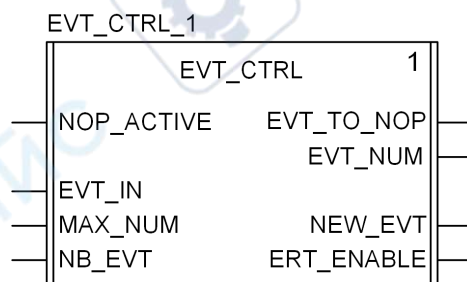 EVT_CTRL_1
EVT_CTRL 1
NOP_ACTIVE EVT_TO_NOP
EVT_NUM
EVT_IN
MAX_NUM NEW_EVT
NB_EVT ERT_ENABLE